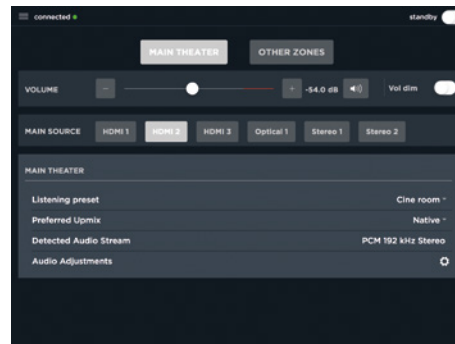 connected
standby
MAIN THEATER OTHER ZONES
VOLUME - + -54.0 dB Vol dim
MAIN SOURCE HDMI 1 HDMI 2 HDMI 3 Optical 1 Stereo 1 Stereo 2
MAIN THEATER
Listening preset Cine room
Preferred Upmix Native
Detected Audio Stream PCM 192 kHz Stereo
Audio Adjustments